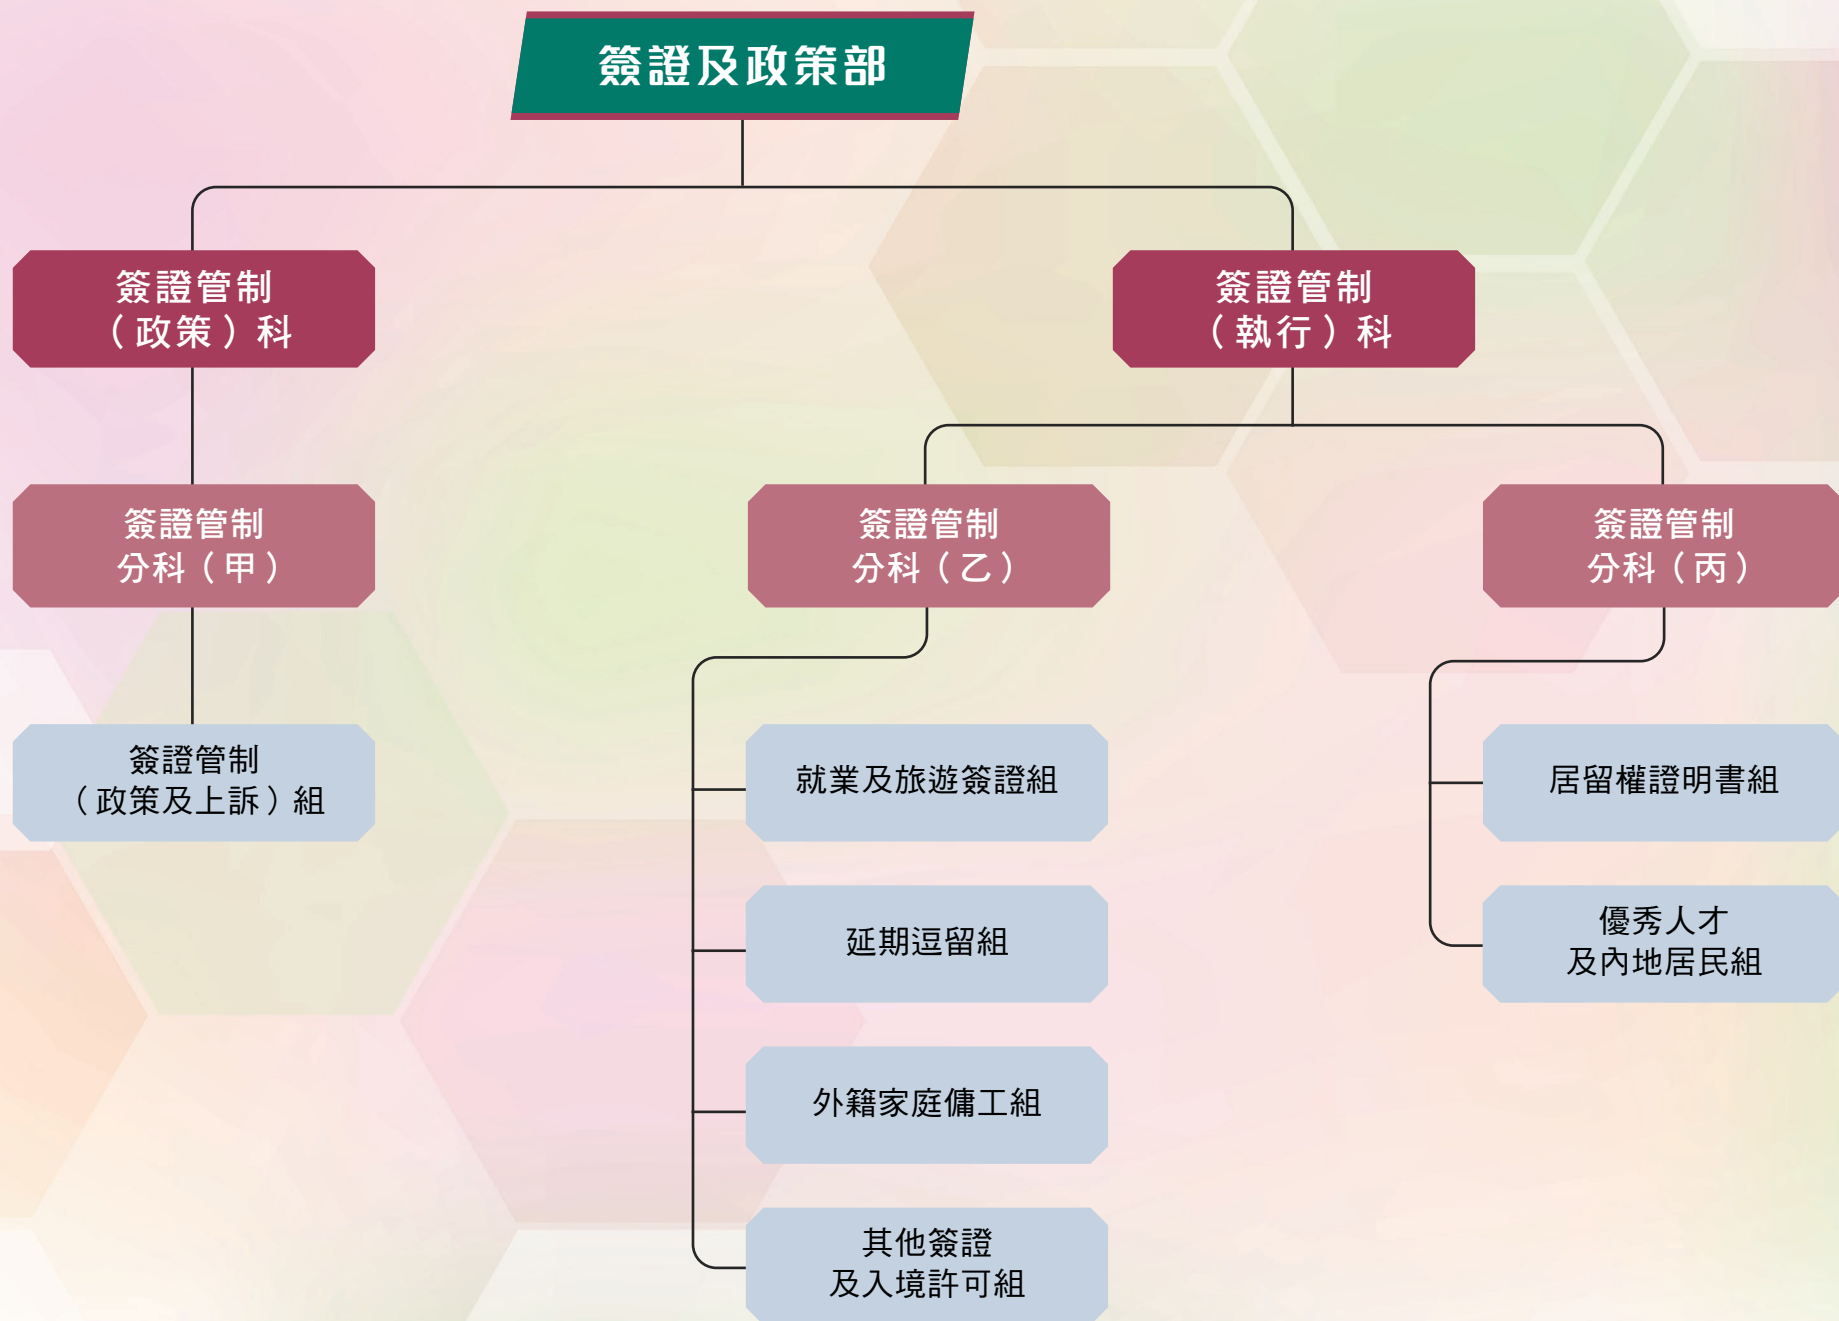 簽證及政策部
簽證管制
（政策）科
簽證管制
（執行）科
簽證管制
分科（甲）
簽證管制
分科（乙）
簽證管制
分科（丙）
簽證管制
（政策及上訴）組
就業及旅遊簽證組
居留權證明書組
延期逗留組
優秀人才
及內地居民組
外籍家庭傭工組
其他簽證
及入境許可組